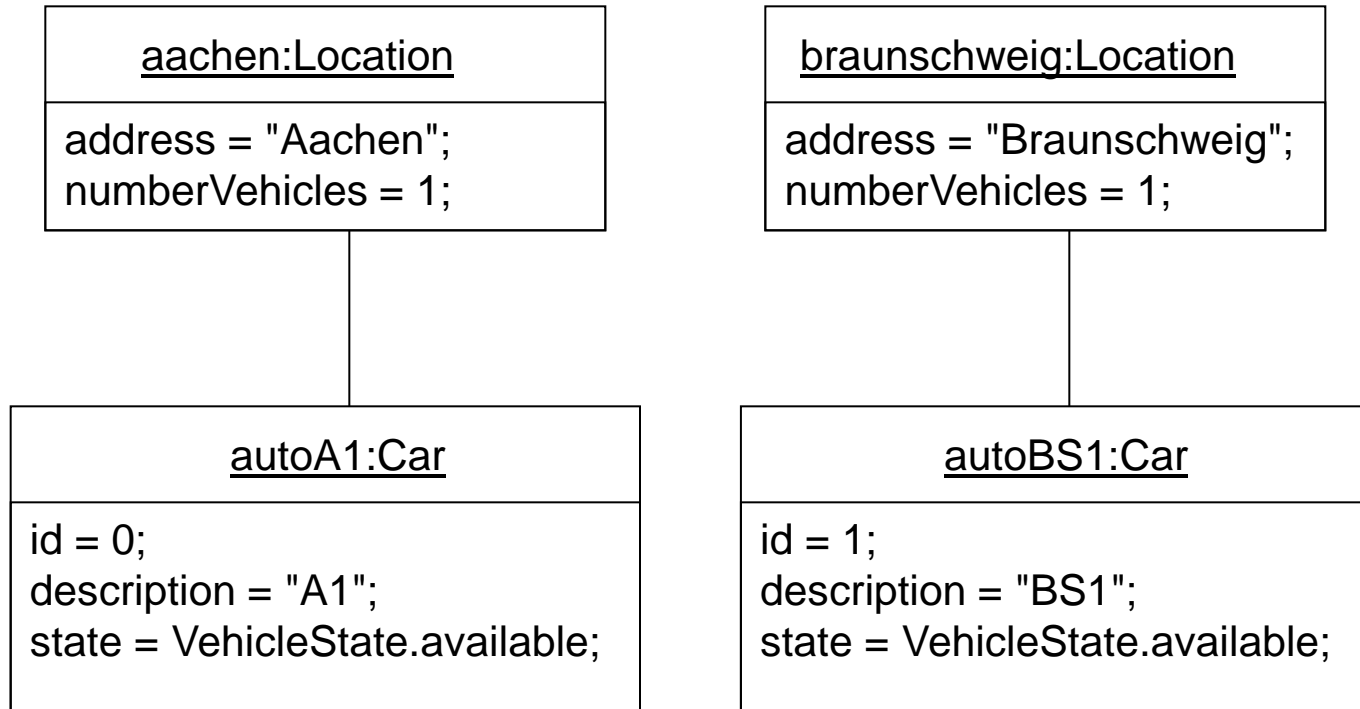 aachen:Location
address = "Aachen";
numberVehicles = 1;
braunschweig:Location
address = "Braunschweig";
numberVehicles = 1;
autoA1:Car
id = 0;
description = "A1";
state = VehicleState.available;
autoBS1:Car
id = 1;
description = "BS1";
state = VehicleState.available;